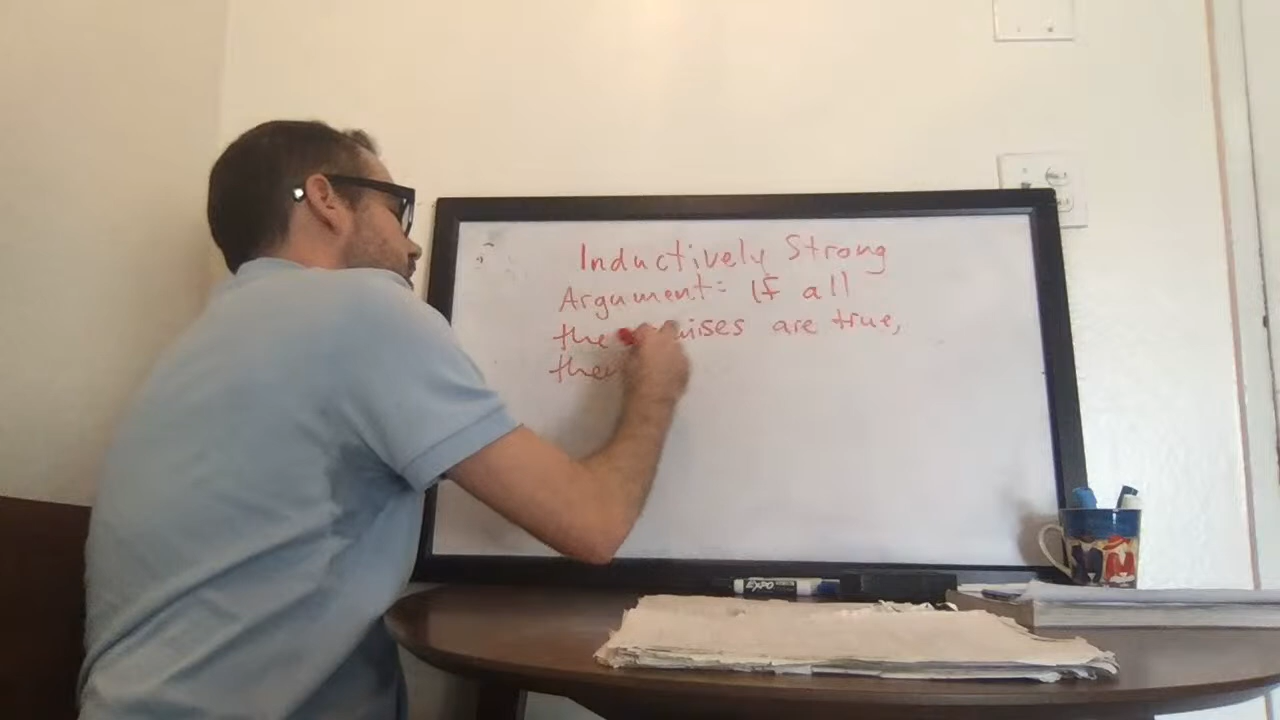 Inductively Strong
Argument: If all
the are true,
EXPO